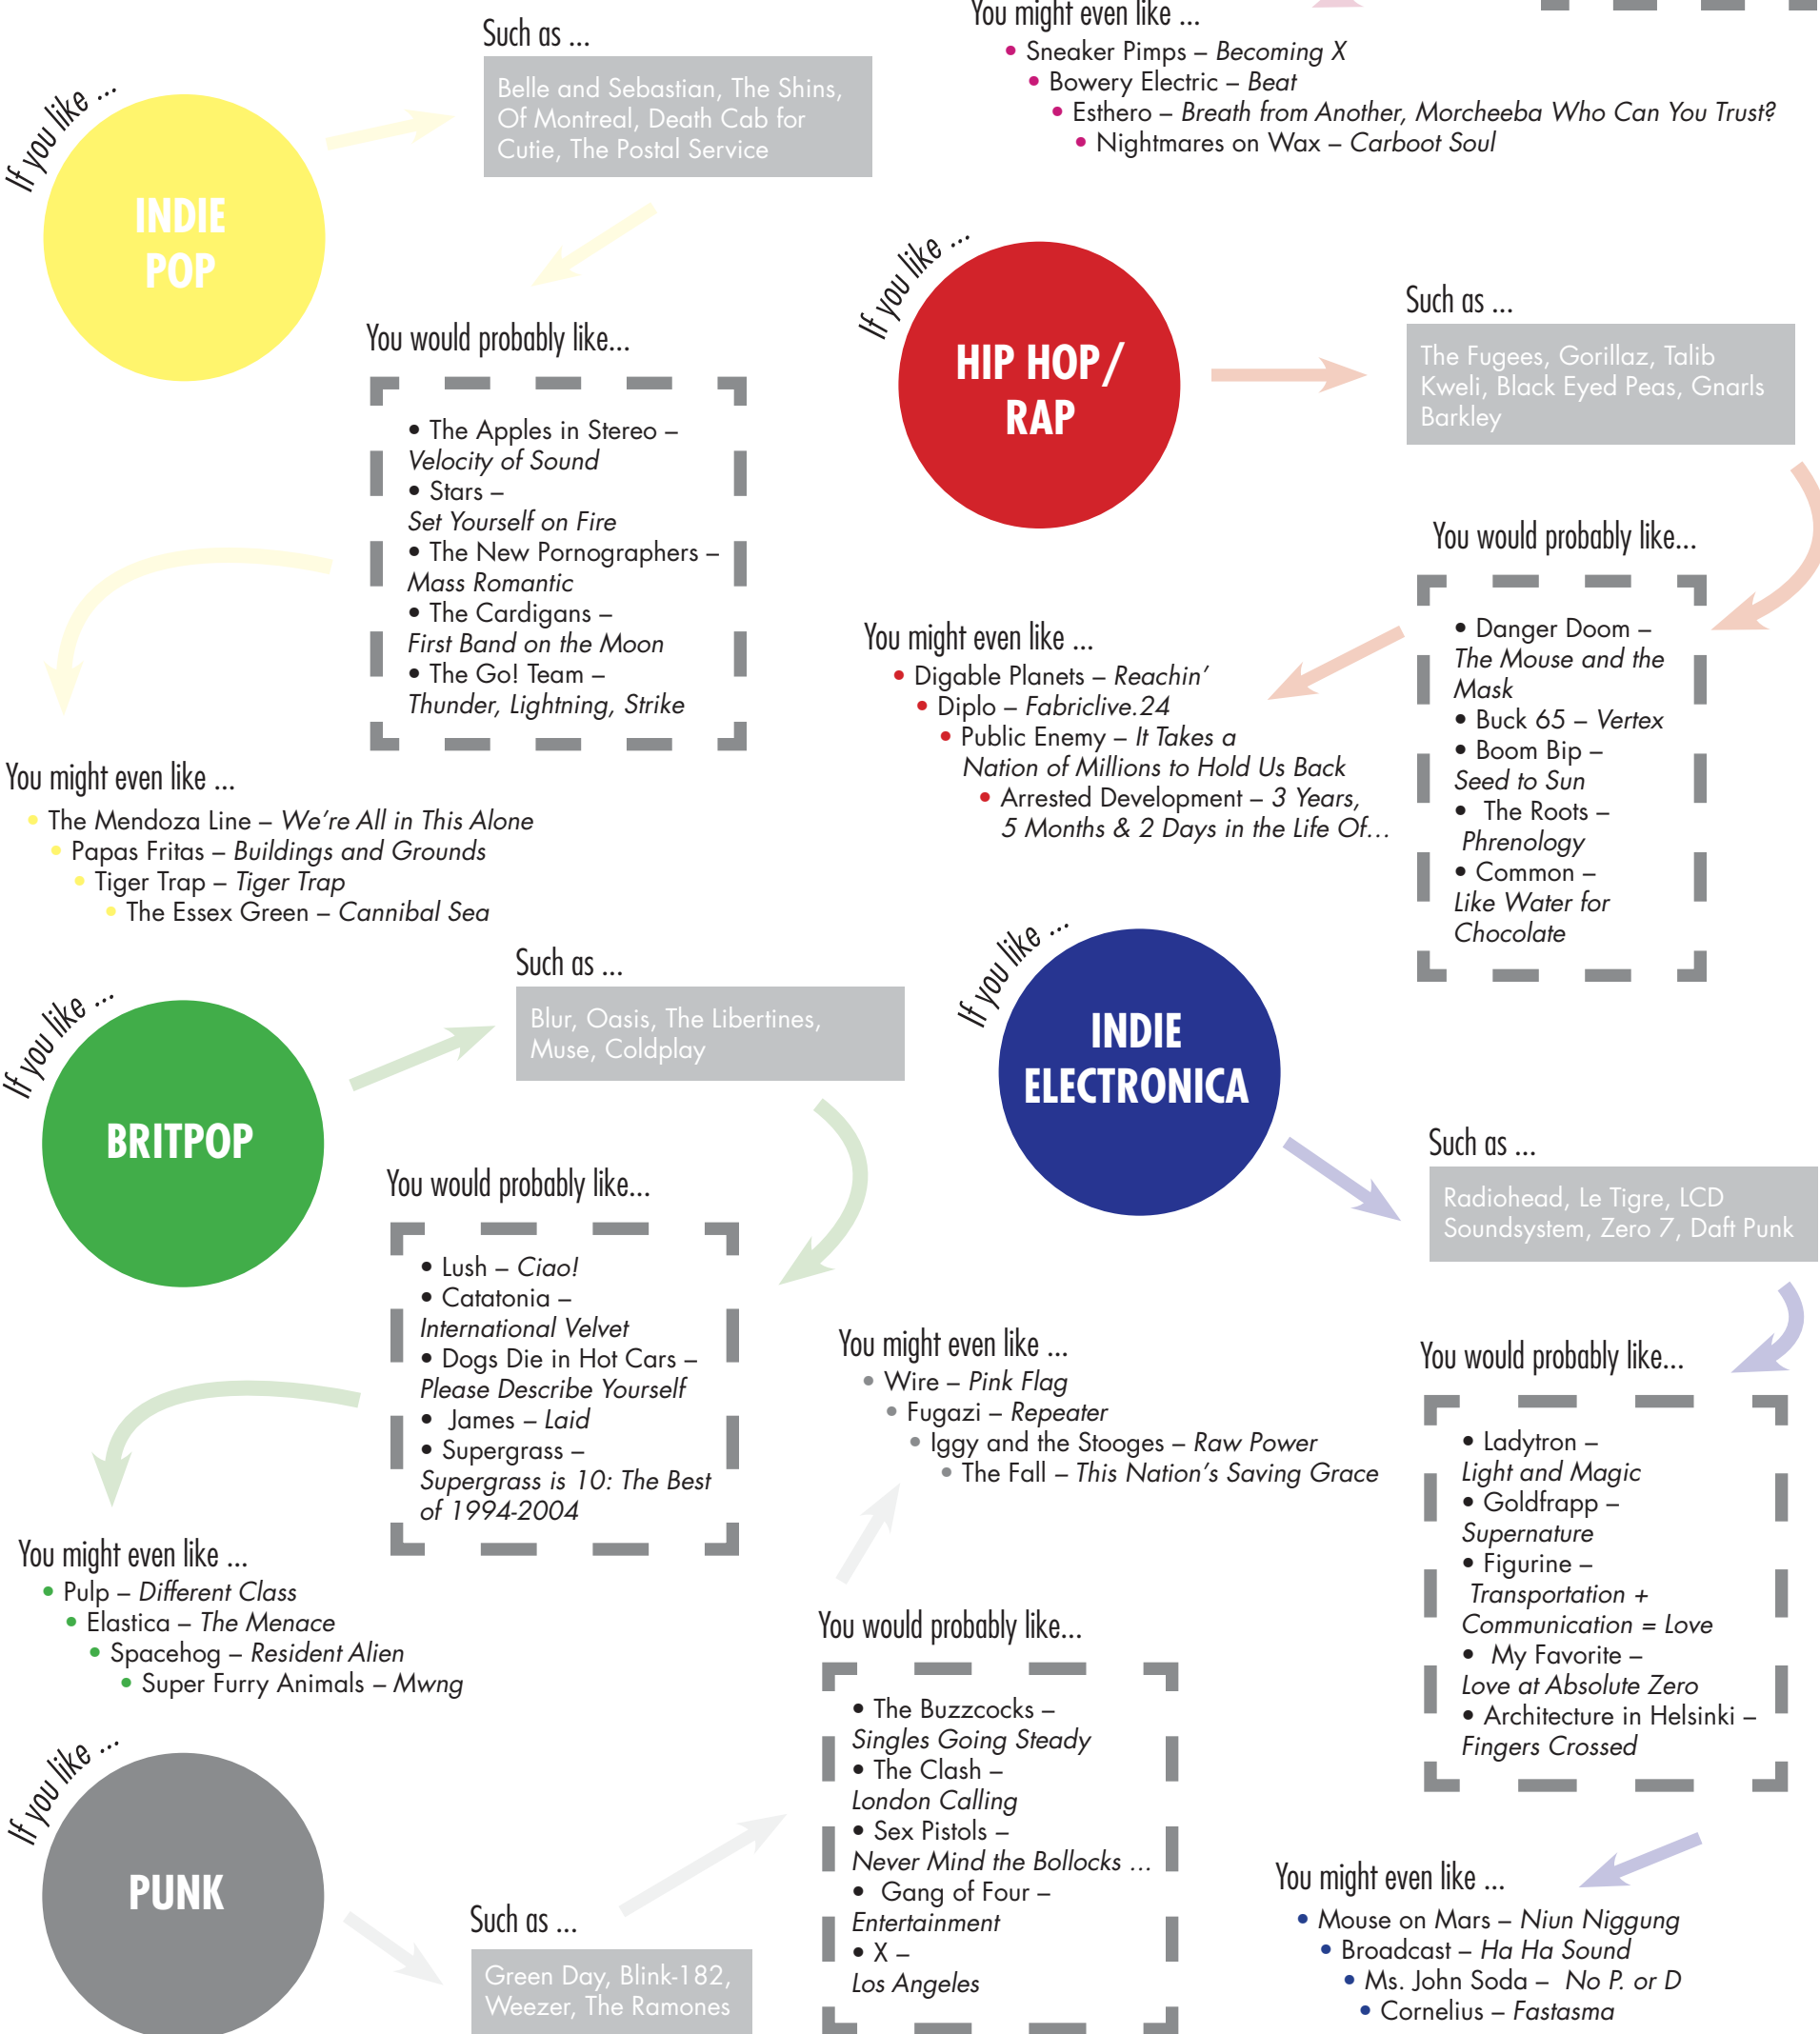 If you like ...
INDIE
POP
Such as ...
Belle and Sebastian, The Shins,
Of Montreal, Death Cab for
Cutie, The Postal Service
You would probably like...
• The Apples in Stereo –
Velocity of Sound
• Stars –
Set Yourself on Fire
• The New Pornographers –
Mass Romantic
• The Cardigans –
First Band on the Moon
• The Go! Team –
Thunder, Lightning, Strike
You might even like ...
• The Mendoza Line – We're All in This Alone
• Papas Fritas – Buildings and Grounds
• Tiger Trap – Tiger Trap
• The Essex Green – Cannibal Sea
You might even like ...
• Sneaker Pimps – Becoming X
• Bowery Electric – Beat
• Esthero – Breath from Another, Morcheeba Who Can You Trust?
• Nightmares on Wax – Carboot Soul
If you like ...
HIP HOP/
RAP
Such as ...
The Fugees, Gorillaz, Talib
Kweli, Black Eyed Peas, Gnarls
Barkley
You would probably like...
• Danger Doom –
The Mouse and the
Mask
• Buck 65 – Vertex
• Boom Bip –
Seed to Sun
• The Roots –
Phrenology
• Common –
Like Water for
Chocolate
You might even like ...
• Digable Planets – Reachin'
• Diplo – Fabriclive.24
• Public Enemy – It Takes a
Nation of Millions to Hold Us Back
• Arrested Development – 3 Years,
5 Months & 2 Days in the Life Of...
If you like ...
BRITPOP
Such as ...
Blur, Oasis, The Libertines,
Muse, Coldplay
You would probably like...
• Lush – Ciao!
• Catatonia –
International Velvet
• Dogs Die in Hot Cars –
Please Describe Yourself
• James – Laid
• Supergrass –
Supergrass is 10: The Best
of 1994-2004
You might even like ...
• Pulp – Different Class
• Elastica – The Menace
• Spacehog – Resident Alien
• Super Furry Animals – Mwng
If you like ...
INDIE
ELECTRONICA
Such as ...
Radiohead, Le Tigre, LCD
Soundsystem, Zero 7, Daft Punk
You would probably like...
• Ladytron –
Light and Magic
• Goldfrapp –
Supernature
• Figurine –
Transportation +
Communication = Love
• My Favorite –
Love at Absolute Zero
• Architecture in Helsinki –
Fingers Crossed
You might even like ...
• Mouse on Mars – Niun Niggung
• Broadcast – Ha Ha Sound
• Ms. John Soda – No P. or D
• Cornelius – Fastasma
If you like ...
PUNK
Such as ...
Green Day, Blink-182,
Weezer, The Ramones
You would probably like...
• The Buzzcocks –
Singles Going Steady
• The Clash –
London Calling
• Sex Pistols –
Never Mind the Bollocks ...
• Gang of Four –
Entertainment
• X –
Los Angeles
You might even like ...
• Wire – Pink Flag
• Fugazi – Repeater
• Iggy and the Stooges – Raw Power
• The Fall – This Nation's Saving Grace